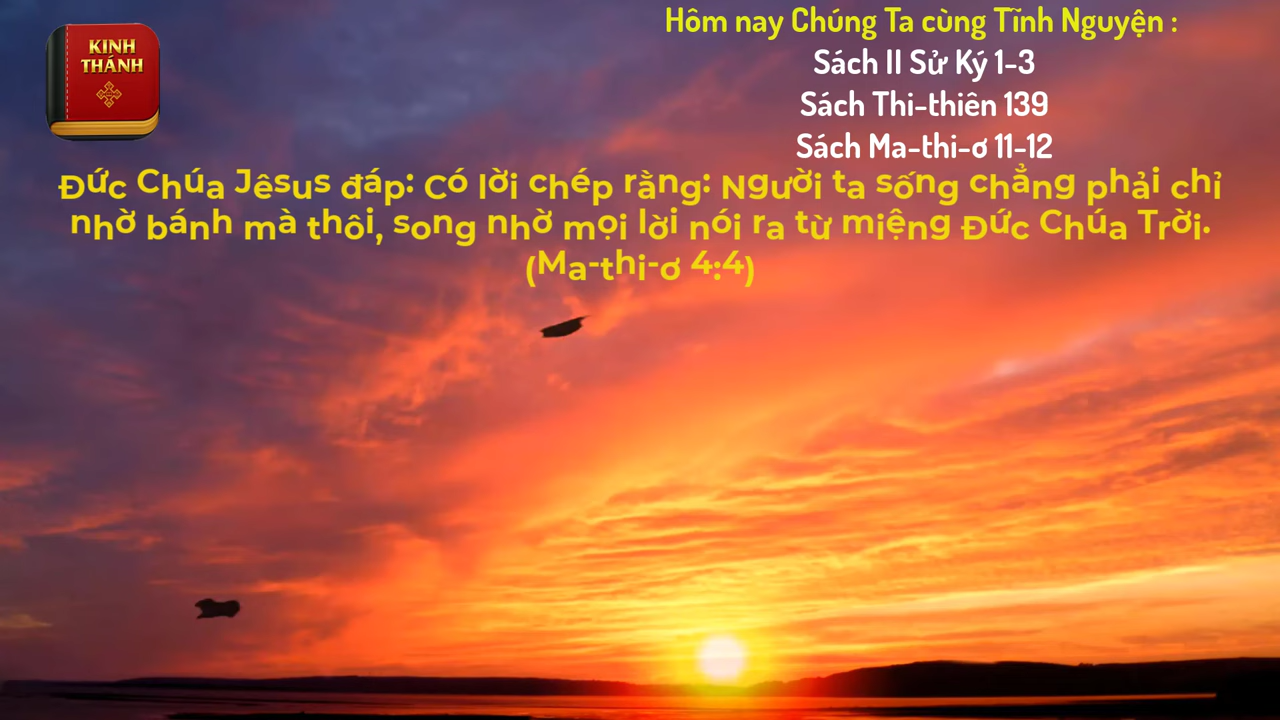 KINH
THÁNH
Hôm nay Chúng Ta cùng Tĩnh Nguyện :
Sách II Sử Ký 1-3
Sách Thi-thiên 139
Sách Ma-thi-ơ 11-12
Đức Chúa Jêsus đáp: Có lời chép rằng: Người ta sống chẳng phải chỉ
nhờ bánh mà thôi, song nhờ mọi lời nói ra từ miệng Đức Chúa Trời.
(Ma-thi-ơ 4:4)